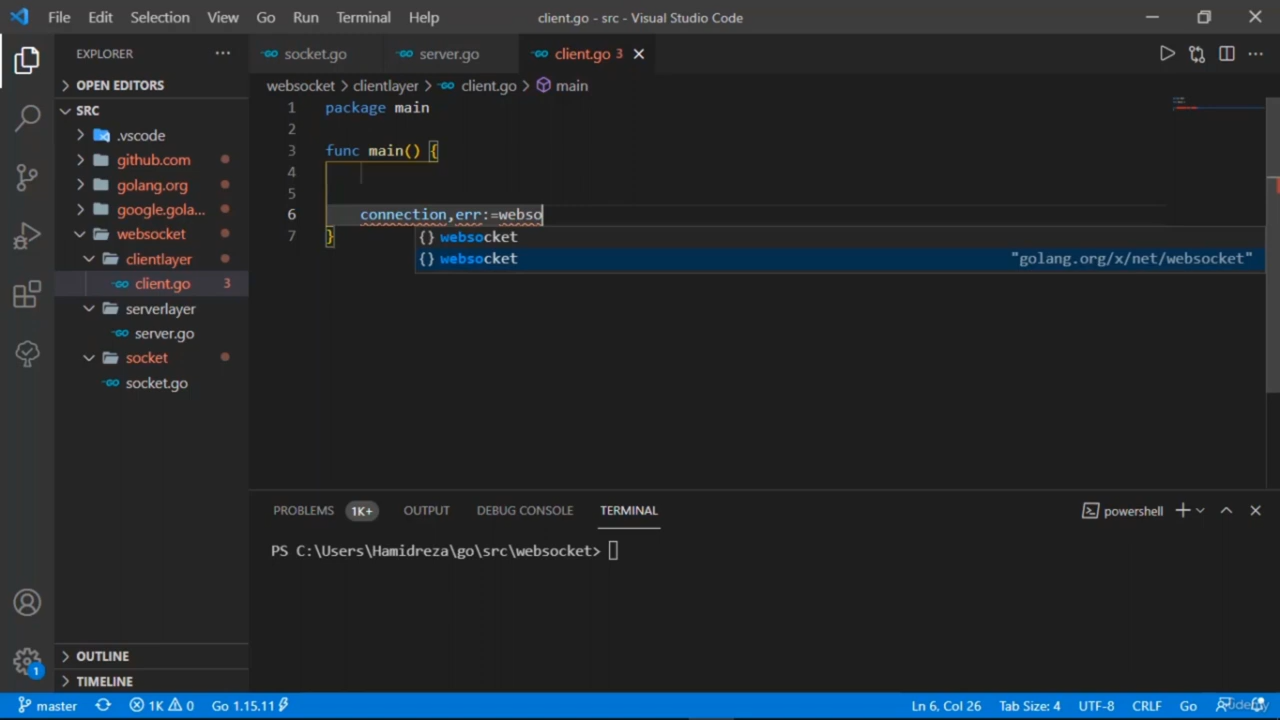 File Edit Selection View Go Run Terminal Help client.go - src - Visual Studio Code
EXPLORER socket.go server.go client.go 3
OPEN EDITORS
websocket > clientlayer > client.go > main
SRC
.vscode
github.com
golang.org
google.gola...
websocket
clientlayer
client.go 3
serverlayer
server.go
socket
socket.go
OUTLINE
TIMELINE
1 package main
2
3 func main() {
4
5
6 connection,err:=webso
7 }
{} websocket
{} websocket "golang.org/x/net/websocket"
PROBLEMS 1K+ OUTPUT DEBUG CONSOLE TERMINAL powershell
PS C:\Users\Hamidreza\go\src\websocket>
1
master 1K 0 Go 1.15.11 Ln 6, Col 26 Tab Size: 4 UTF-8 CRLF Go